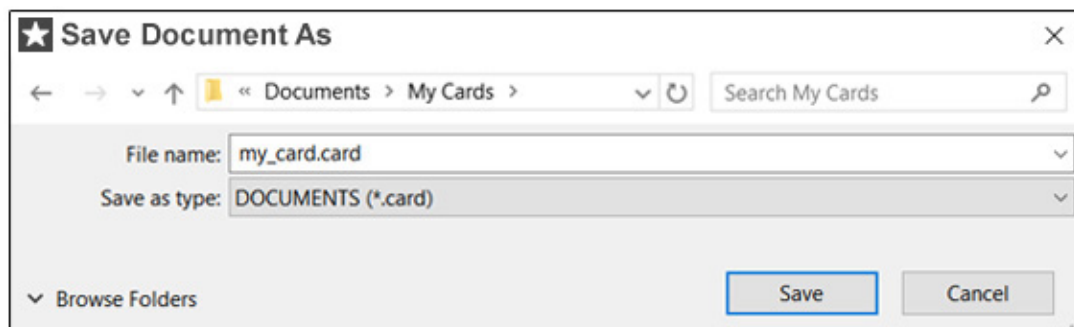 Save Document As
« Documents > My Cards > Search My Cards
File name: my_card.card
Save as type: DOCUMENTS (*.card)
Browse Folders Save Cancel